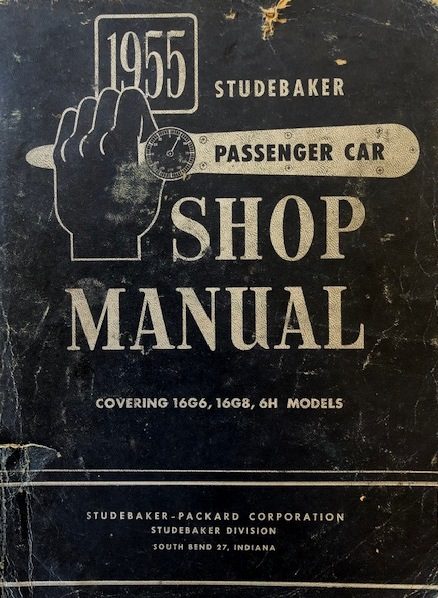 1955
STUDEBAKER
PASSENGER CAR
SHOP
MANUAL
COVERING 16G6, 16G8, 6H MODELS
STUDEBAKER-PACKARD CORPORATION
STUDEBAKER DIVISION
SOUTH BEND 27, INDIANA